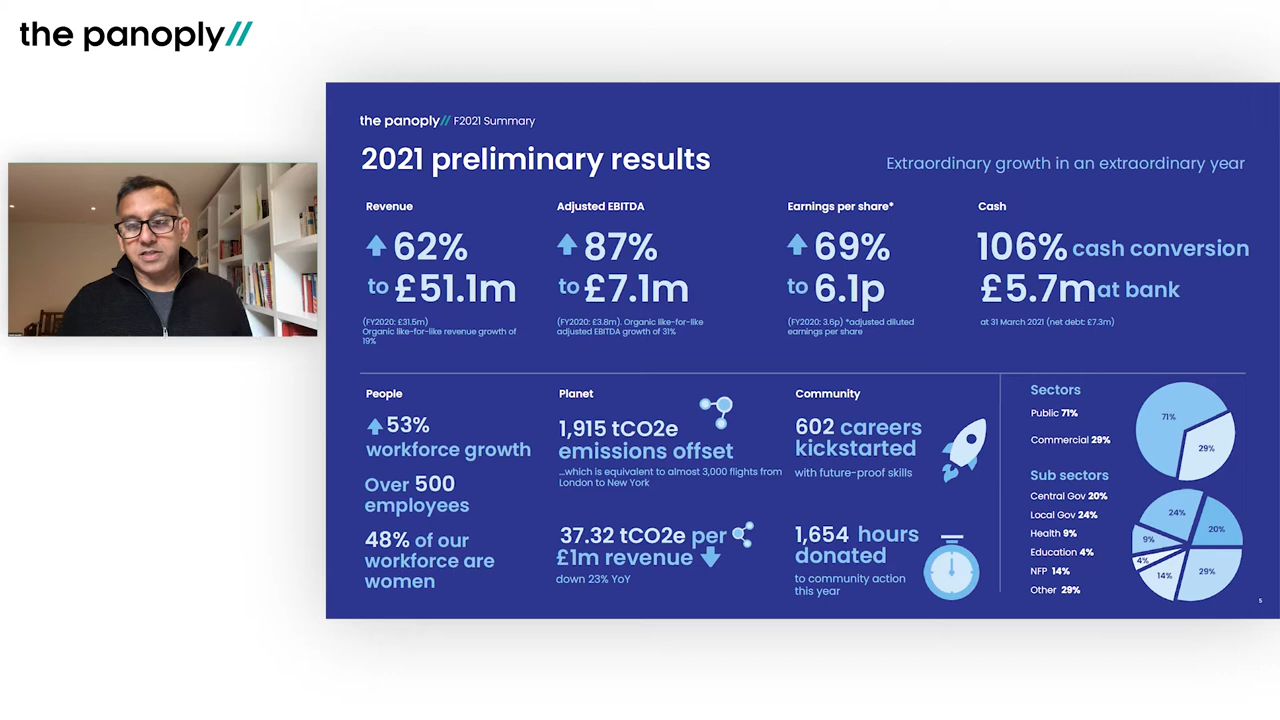 the panoply//
the panoply// F2021 Summary
2021 preliminary results
Extraordinary growth in an extraordinary year
Revenue
62%
to £51.1m
(FY2020: £31.5m)
Organic like-for-like revenue growth of
19%
Adjusted EBITDA
87%
to £7.1m
(FY2020: £3.8m). Organic like-for-like
adjusted EBITDA growth of 31%
Earnings per share*
69%
to 6.1p
(FY2020: 3.6p) *adjusted diluted
earnings per share
Cash
106% cash conversion
£5.7m at bank
at 31 March 2021 (net debt: £7.3m)
People
53%
workforce growth
Over 500
employees
48% of our
workforce are
women
Planet
1,915 tCO2e
emissions offset
...which is equivalent to almost 3,000 flights from
London to New York
37.32 tCO2e per
£1m revenue
down 23% YoY
Community
602 careers
kickstarted
with future-proof skills
1,654 hours
donated
to community action
this year
Sectors
Public 71%
Commercial 29%
71%
29%
Sub sectors
Central Gov 20%
Local Gov 24%
Health 9%
Education 4%
NFP 14%
Other 29%
24%
20%
9%
4%
14%
29%
5